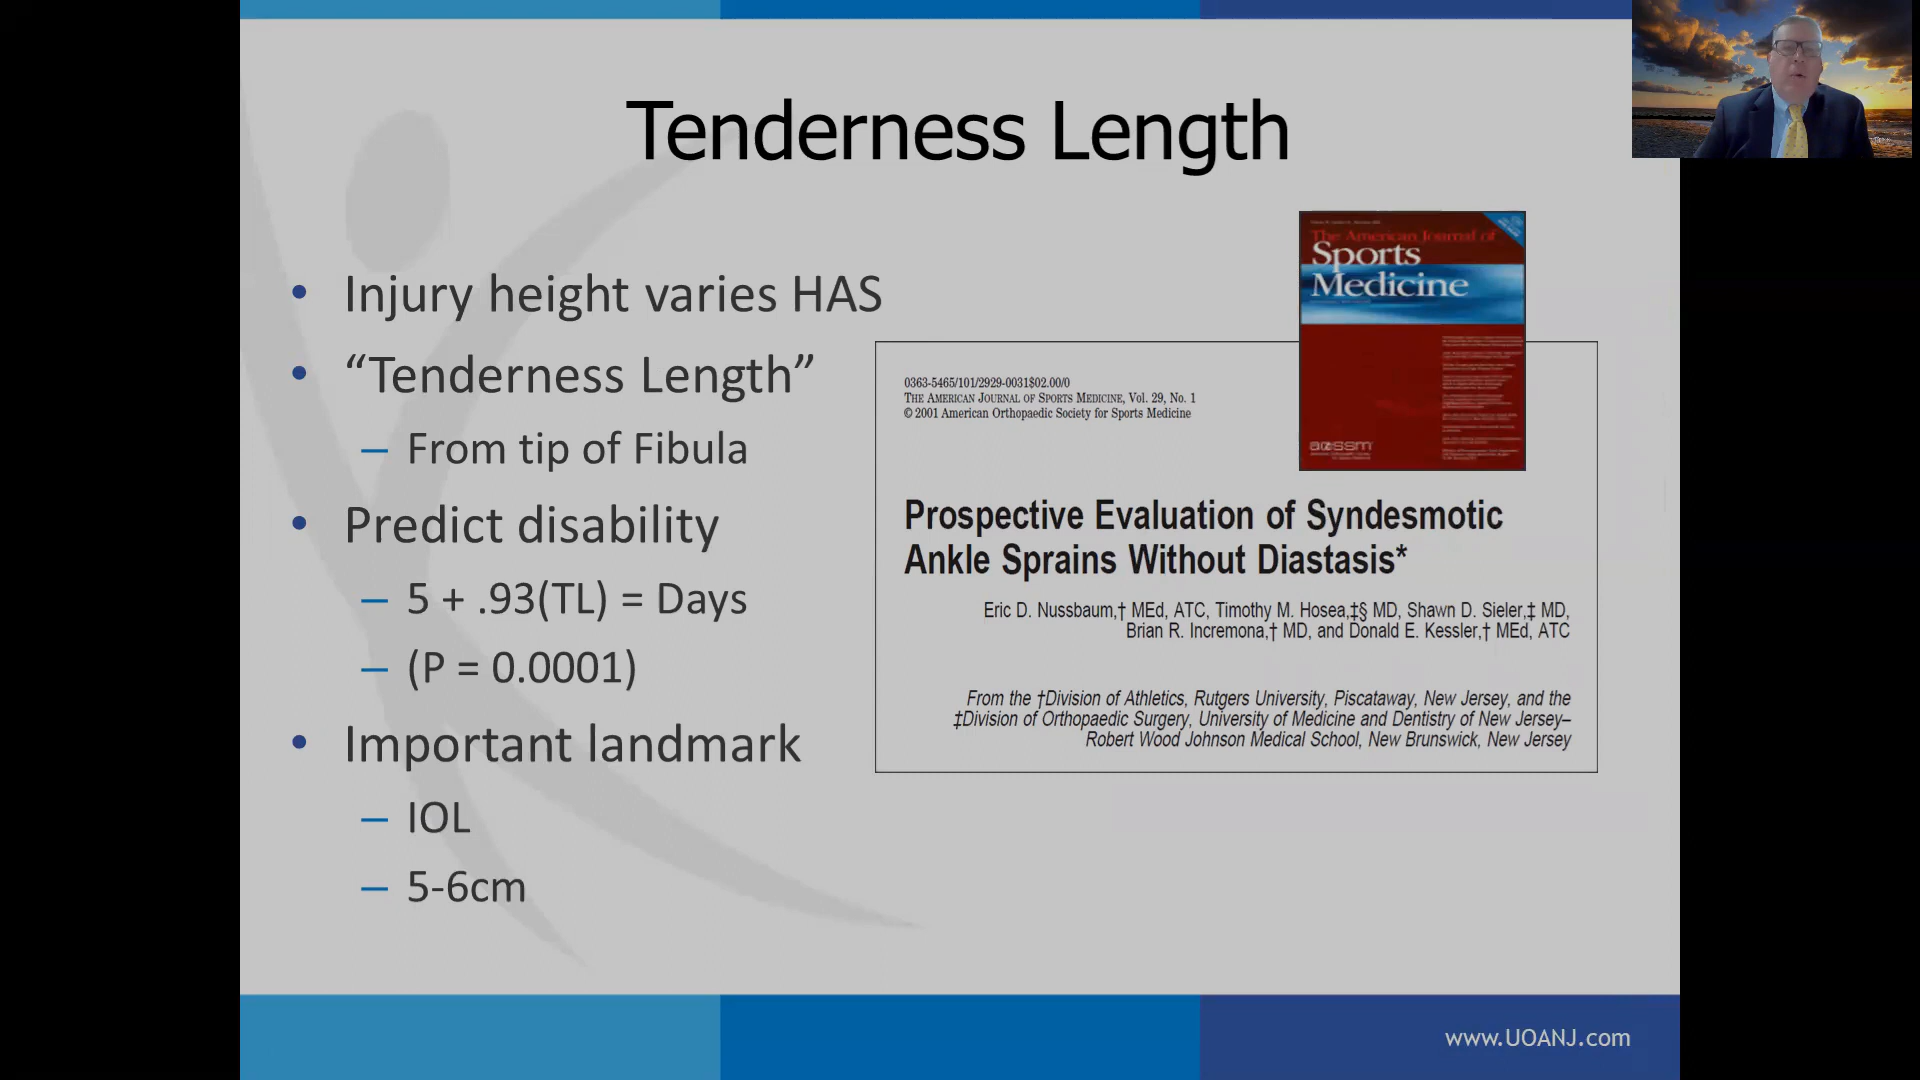 Tenderness Length
• Injury height varies HAS
• “Tenderness Length”
– From tip of Fibula
• Predict disability
– 5 + .93(TL) = Days
– (P = 0.0001)
• Important landmark
– IOL
– 5-6cm
The American Journal of
Sports
Medicine
0363-5465/101/2929-0031$02.00/0
THE AMERICAN JOURNAL OF SPORTS MEDICINE, Vol. 29, No. 1
© 2001 American Orthopaedic Society for Sports Medicine
Prospective Evaluation of Syndesmotic
Ankle Sprains Without Diastasis*
Eric D. Nussbaum,† MEd, ATC, Timothy M. Hosea,‡§ MD, Shawn D. Sieler,‡ MD,
Brian R. Incremona,† MD, and Donald E. Kessler,† MEd, ATC
From the †Division of Athletics, Rutgers University, Piscataway, New Jersey, and the
‡Division of Orthopaedic Surgery, University of Medicine and Dentistry of New Jersey–
Robert Wood Johnson Medical School, New Brunswick, New Jersey
www.UOANJ.com